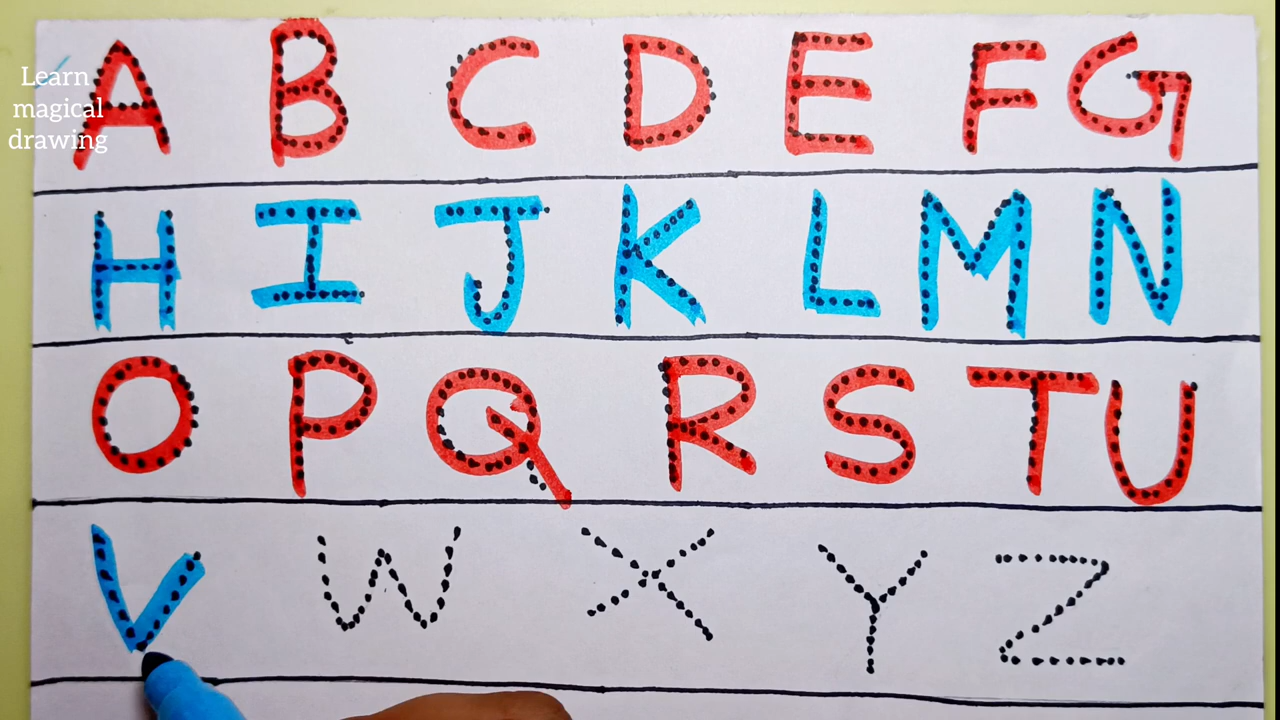 Learn
magical
drawing
A B C D E F G
H I J K L M N
O P Q R S T U
V W X Y Z